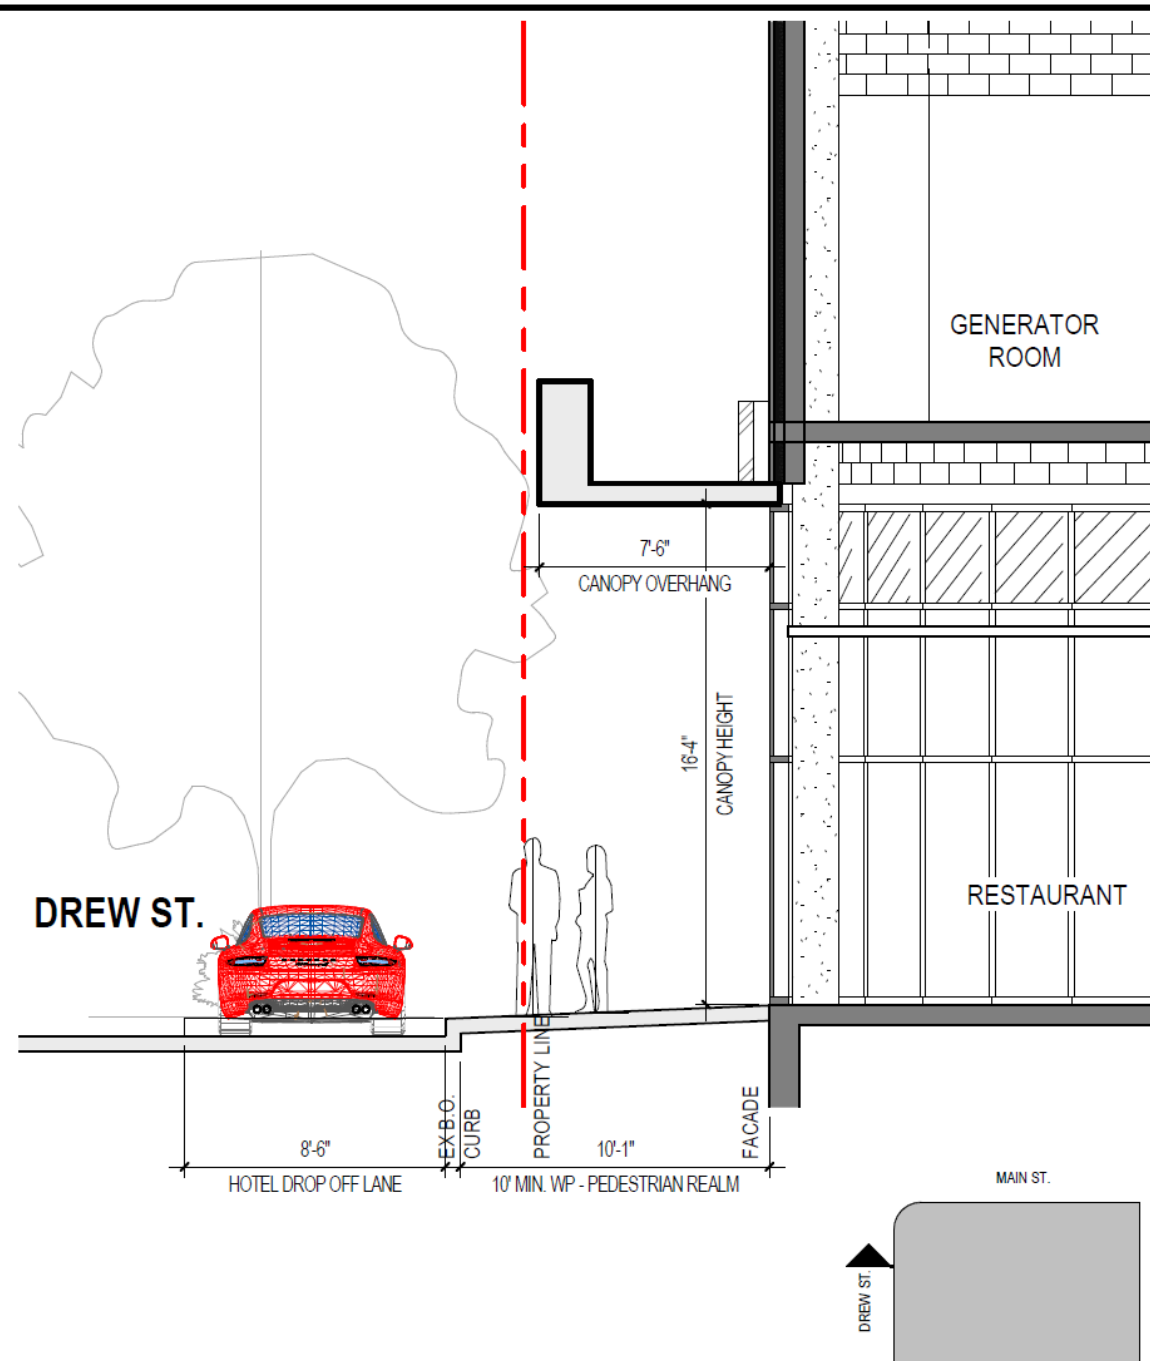 GENERATOR
ROOM
7'-6"
CANOPY OVERHANG
16'-4"
CANOPY HEIGHT
RESTAURANT
DREW ST.
PROPERTY LINE
EX B.O.
CURB
FACADE
8'-6"
10'-1"
HOTEL DROP OFF LANE
10' MIN. WP - PEDESTRIAN REALM
MAIN ST.
DREW ST.